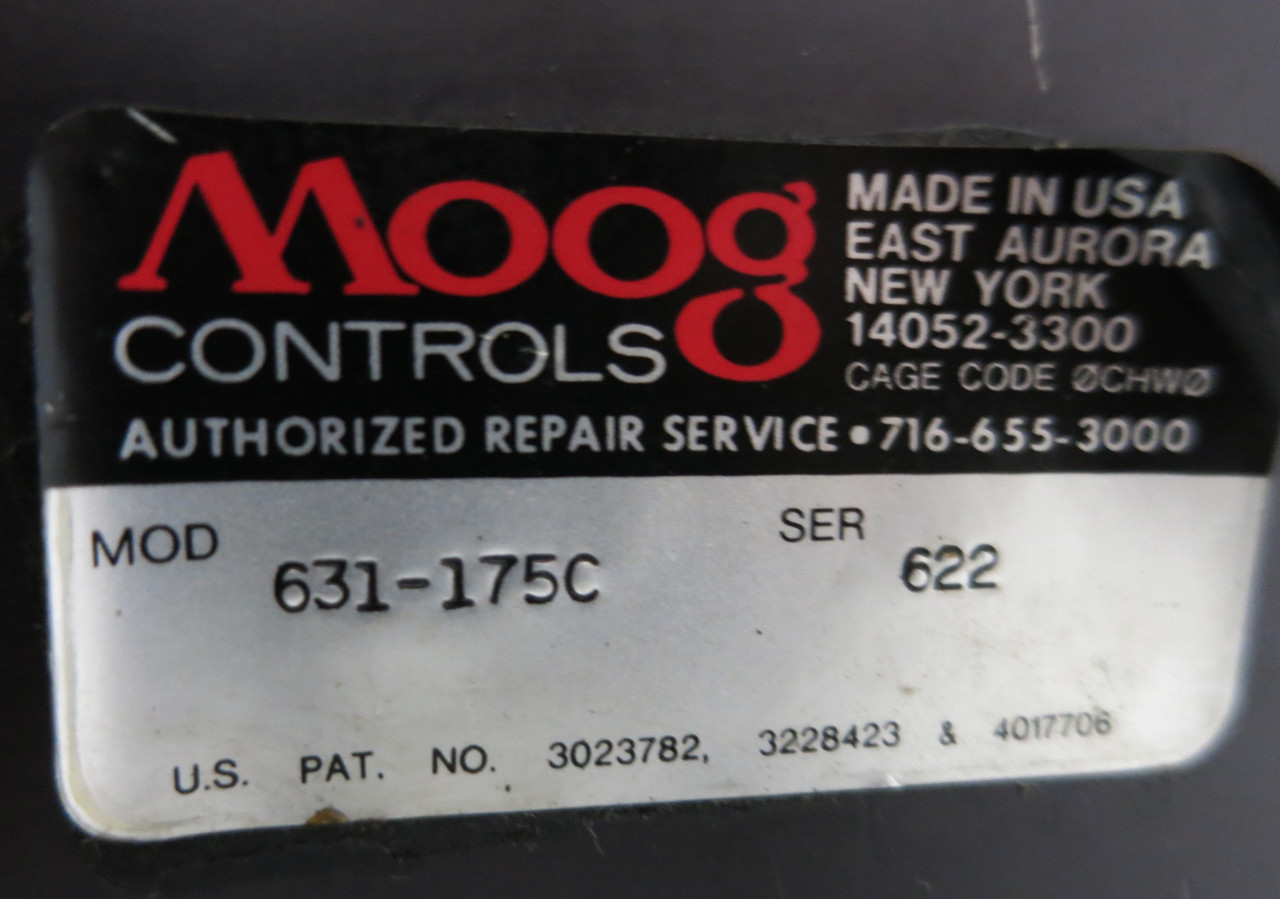 Moog
CONTROLS
MADE IN USA
EAST AURORA
NEW YORK
14052-3300
CAGE CODE ØCHWØ
AUTHORIZED REPAIR SERVICE • 716-655-3000
MOD 631-175C SER 622
U.S. PAT. NO. 3023782, 3228423 & 4017706